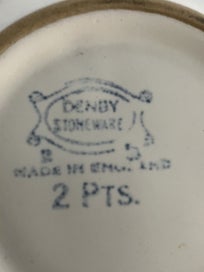 DENBY
STONEWARE
MADE IN ENGLAND
2 PTS.